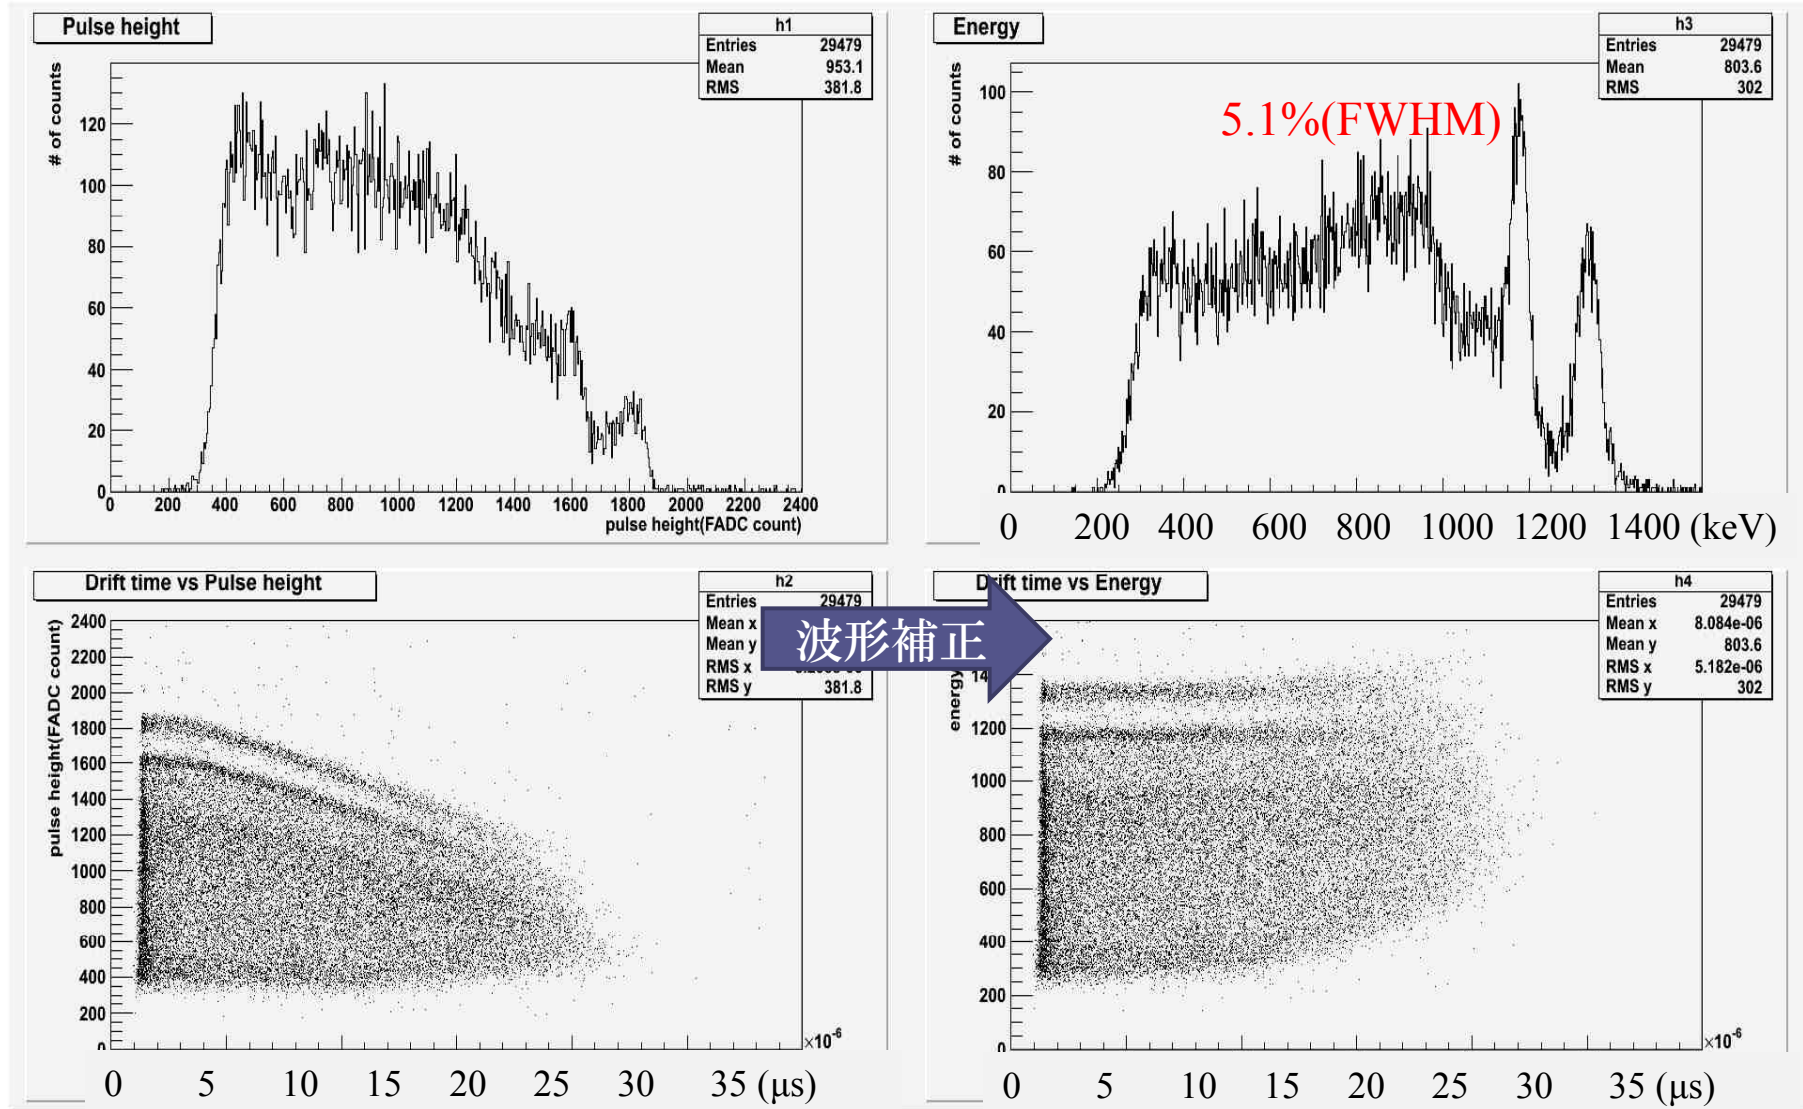 Pulse height
h1
Entries 29479
Mean 953.1
RMS 381.8
# of counts
120
100
80
60
40
20
0
0 200 400 600 800 1000 1200 1400 1600 1800 2000 2200 2400
pulse height(FADC count)
Energy
h3
Entries 29479
Mean 803.6
RMS 302
5.1%(FWHM)
# of counts
100
80
60
40
20
0
0 200 400 600 800 1000 1200 1400 (keV)
Drift time vs Pulse height
h2
Entries 29479
Mean x
Mean y
RMS x
RMS y 381.8
pulse height(FADC count)
2400
2200
2000
1800
1600
1400
1200
1000
800
600
400
200
0
×10-6
0 5 10 15 20 25 30 35 (μs)
波形補正
Drift time vs Energy
h4
Entries 29479
Mean x 8.084e-06
Mean y 803.6
RMS x 5.182e-06
RMS y 302
energy
14
1200
1000
800
600
400
200
0
×10-6
0 5 10 15 20 25 30 35 (μs)